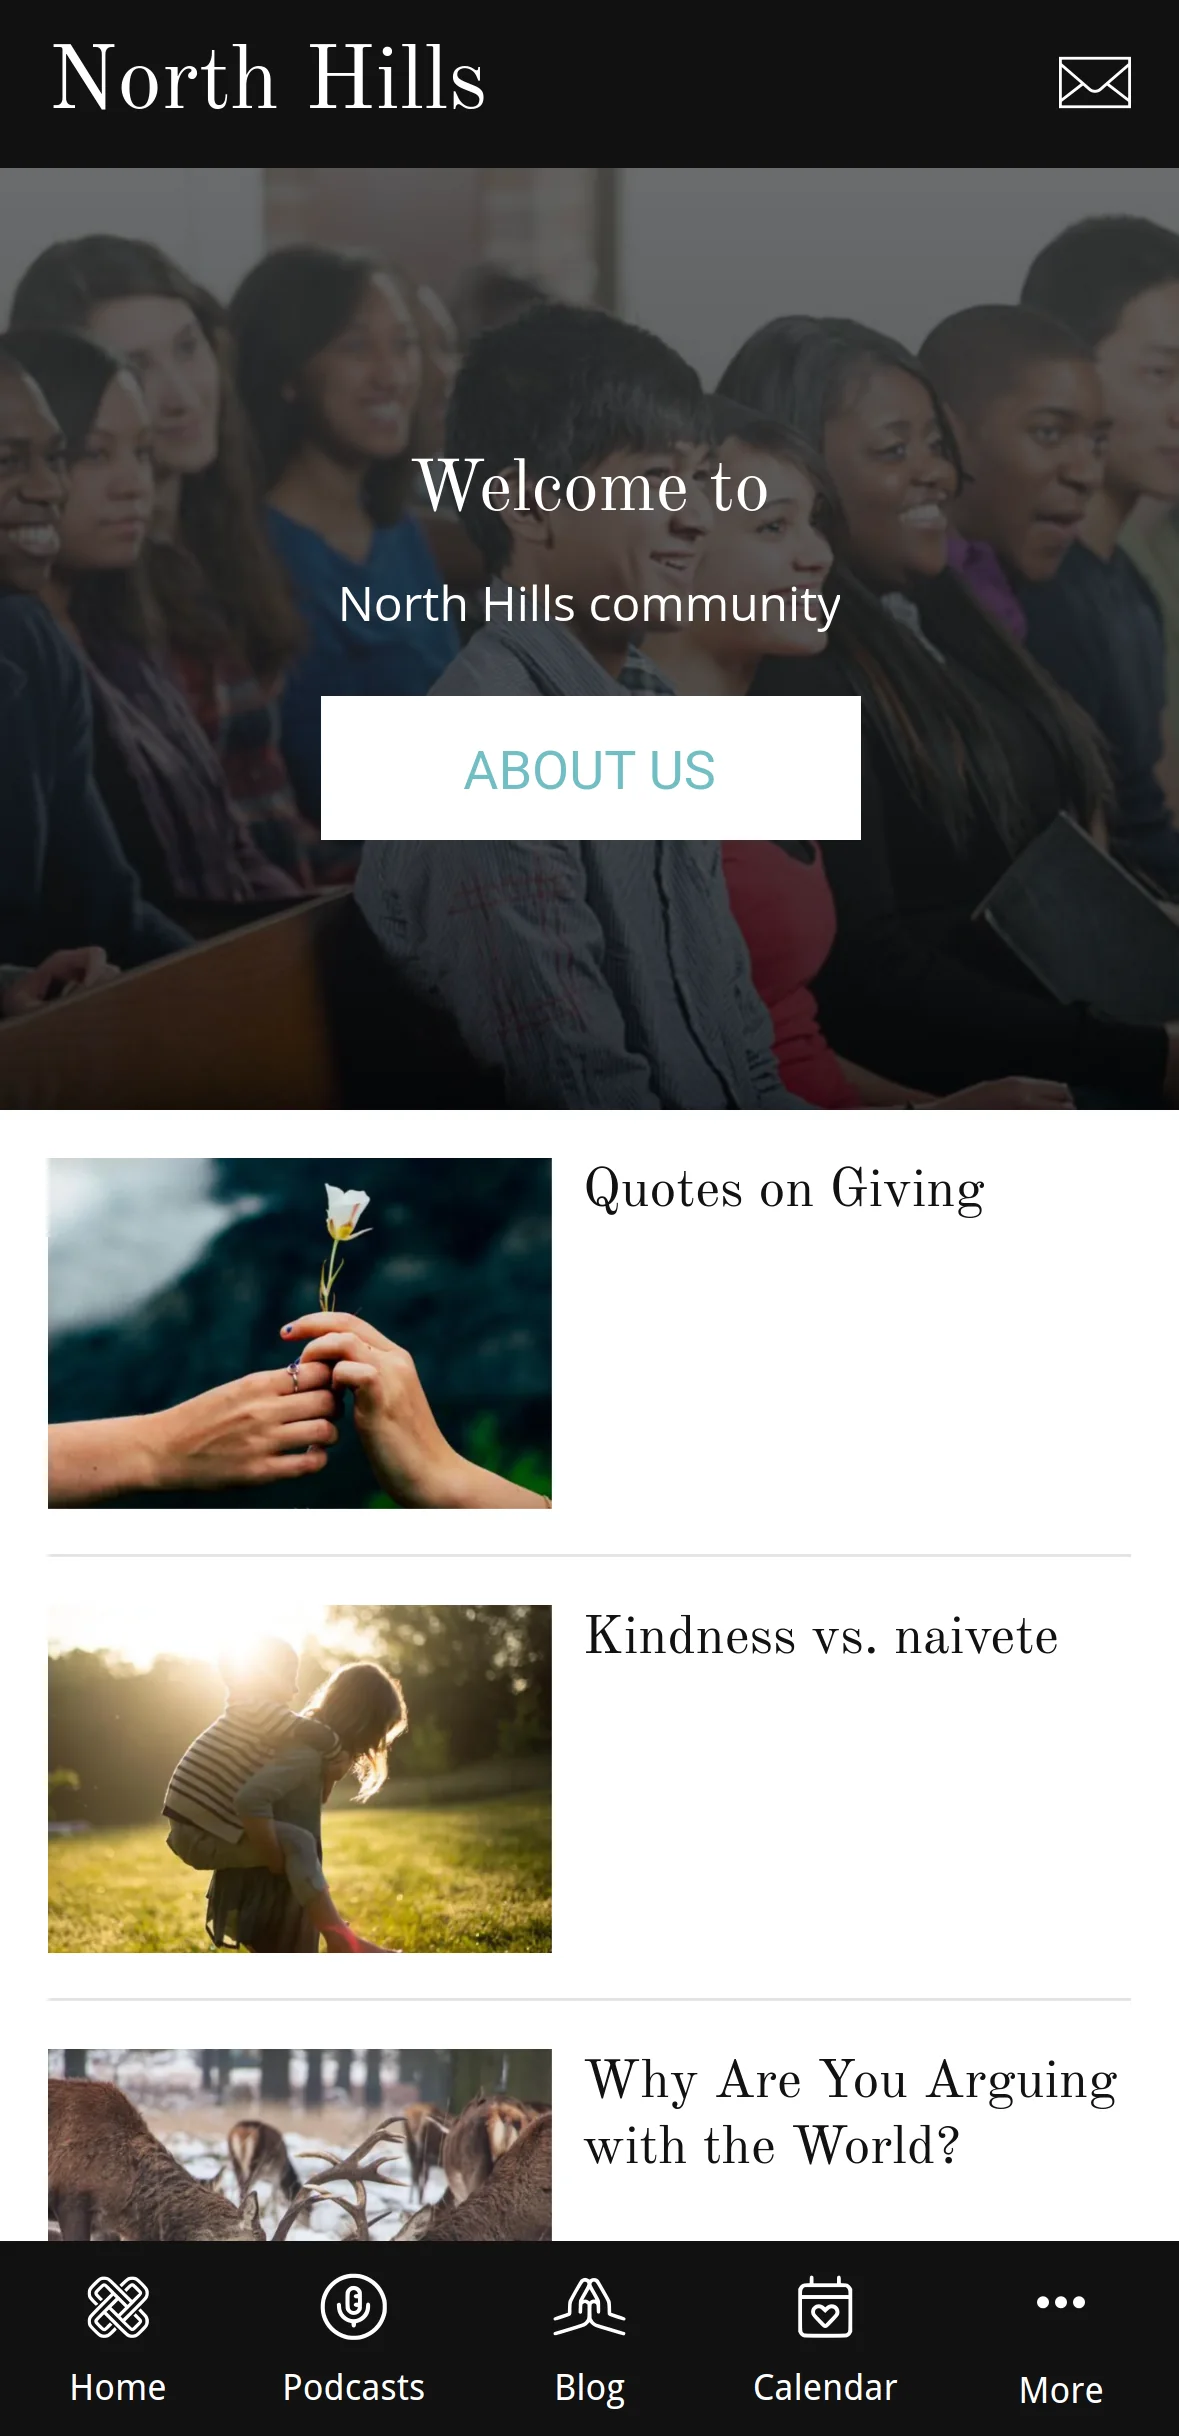 North Hills
Welcome to
North Hills community
ABOUT US
Quotes on Giving
Kindness vs. naivete
Why Are You Arguing
with the World?
Home
Podcasts
Blog
Calendar
More